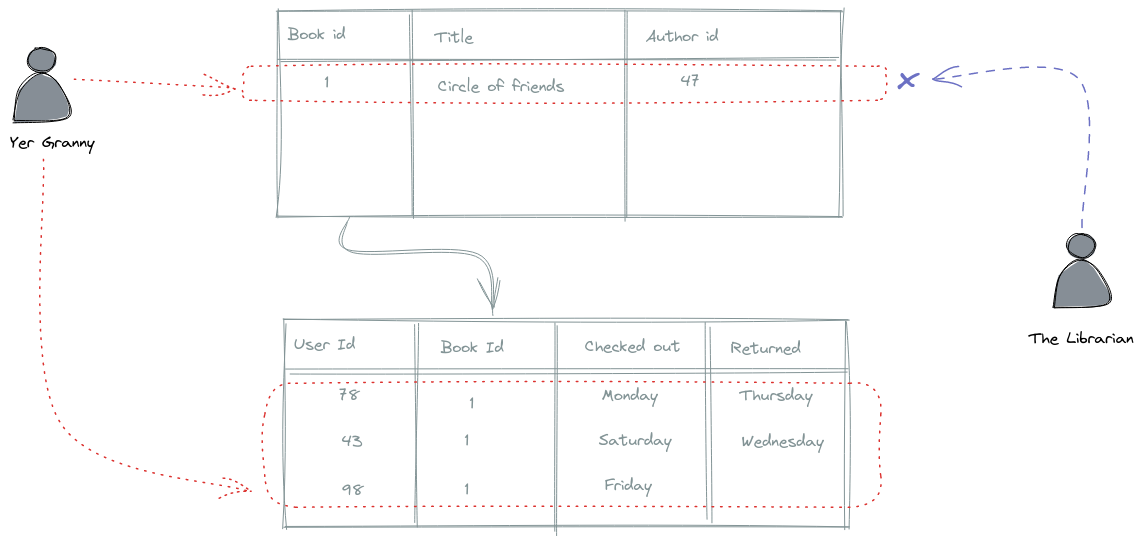 Book id Title Author id
1 Circle of friends 47
Yer Granny
User Id Book Id Checked out Returned
78 1 Monday Thursday
43 1 Saturday Wednesday
98 1 Friday
The Librarian